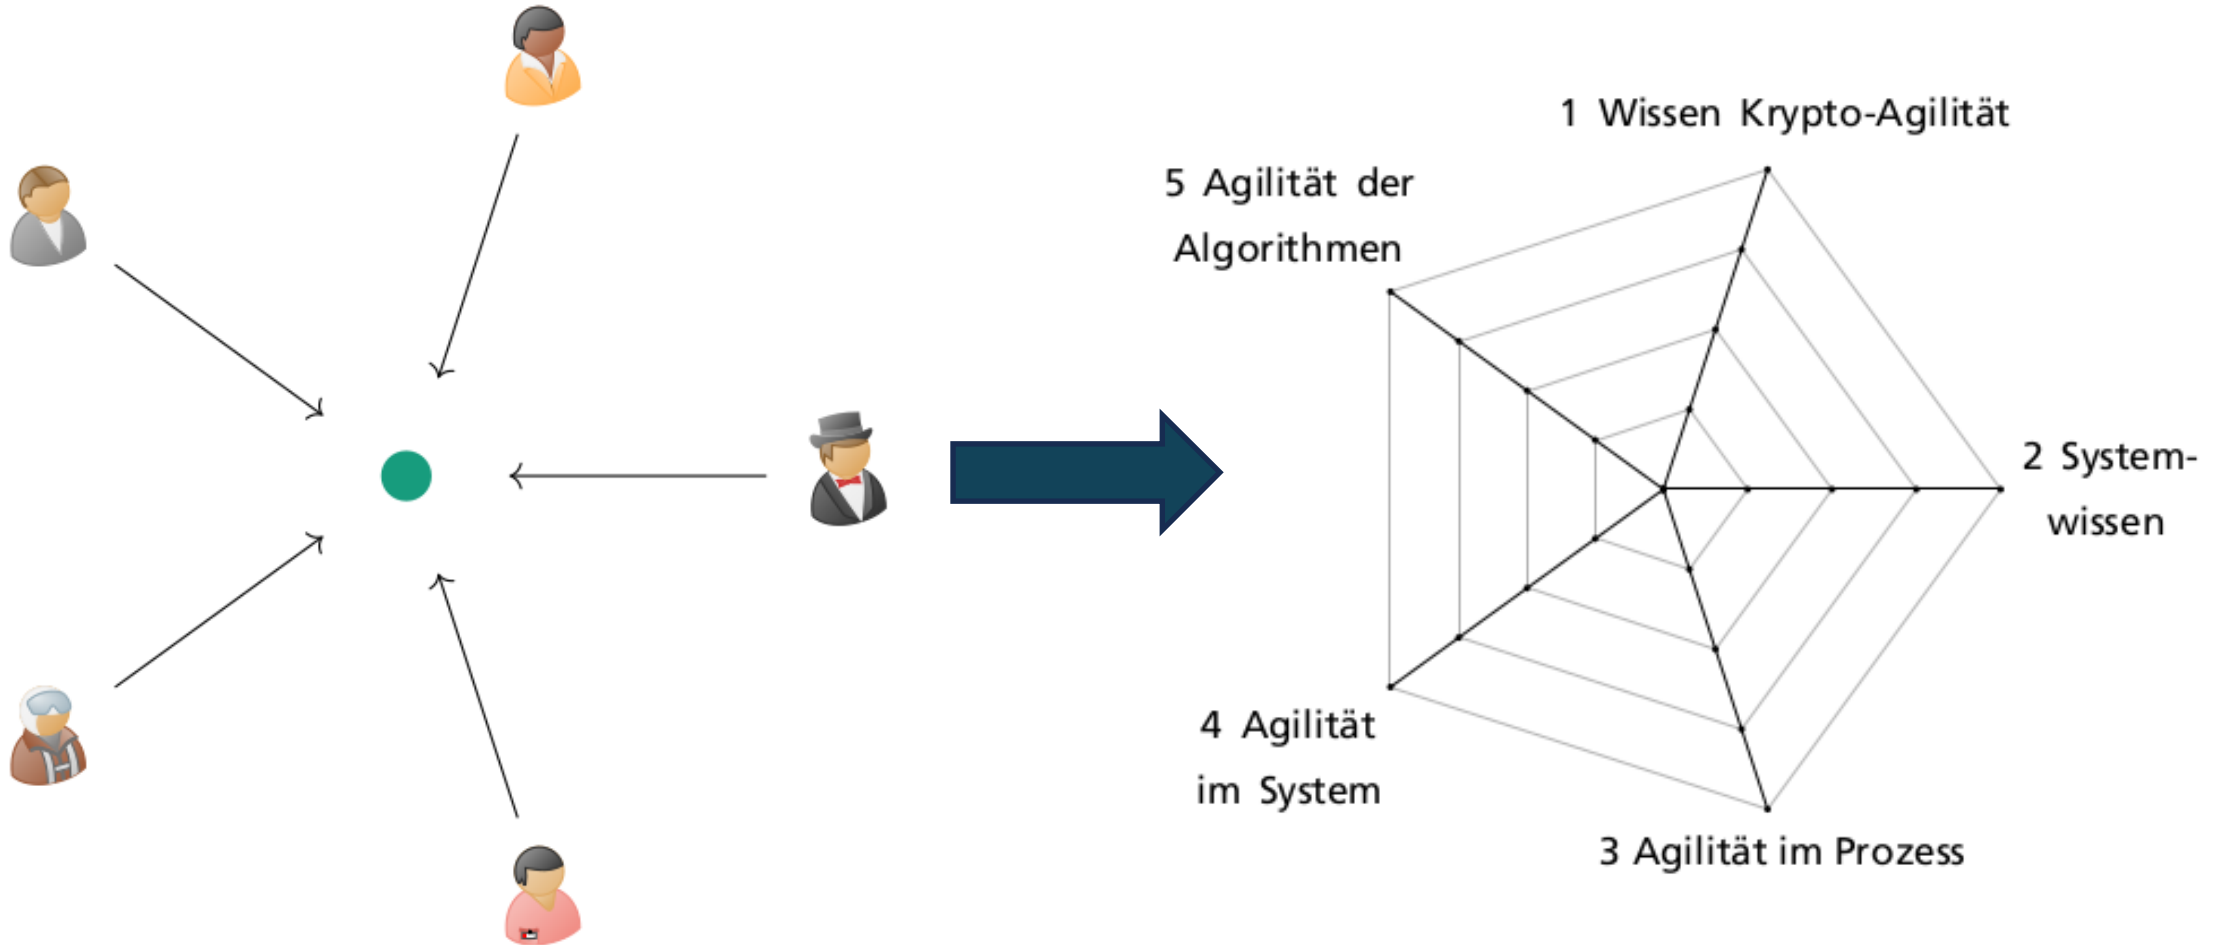 1 Wissen Krypto-Agilität
5 Agilität der
Algorithmen
2 System-
wissen
4 Agilität
im System
3 Agilität im Prozess